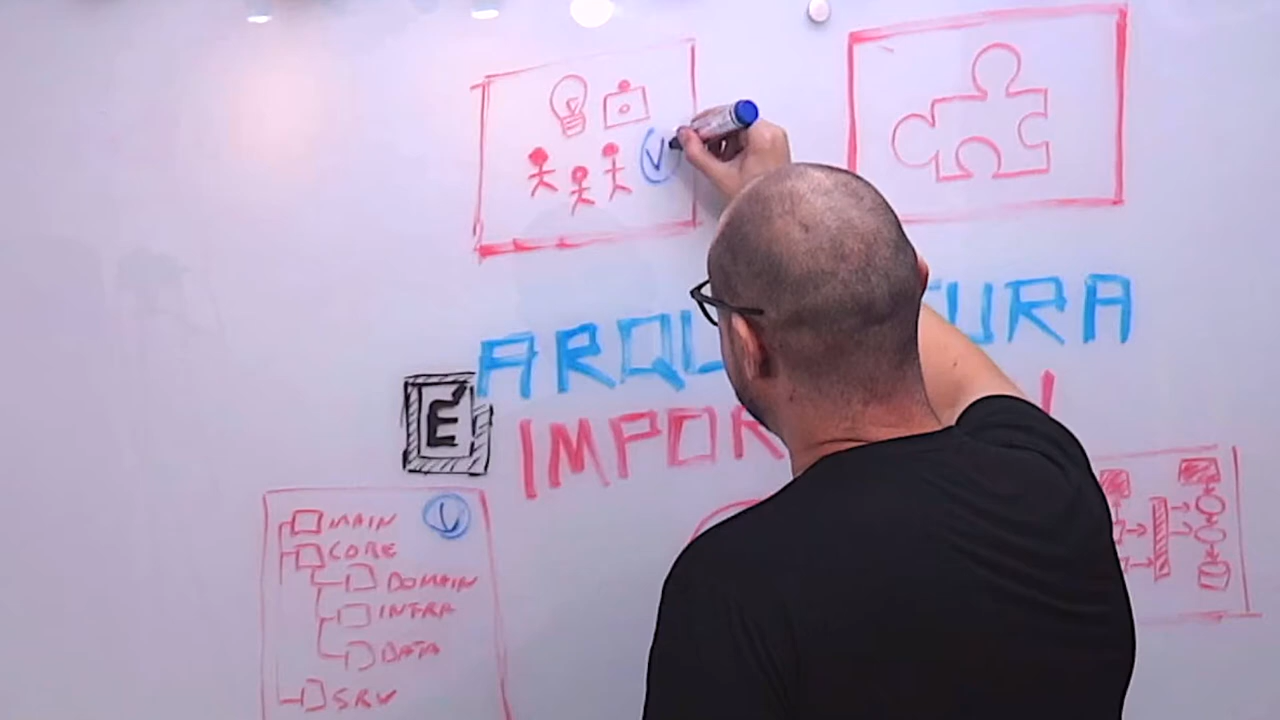 V
ARQU TURA
É
IMPOR !
V
MAIN
CORE
DOMAIN
INFRA
DATA
SRV